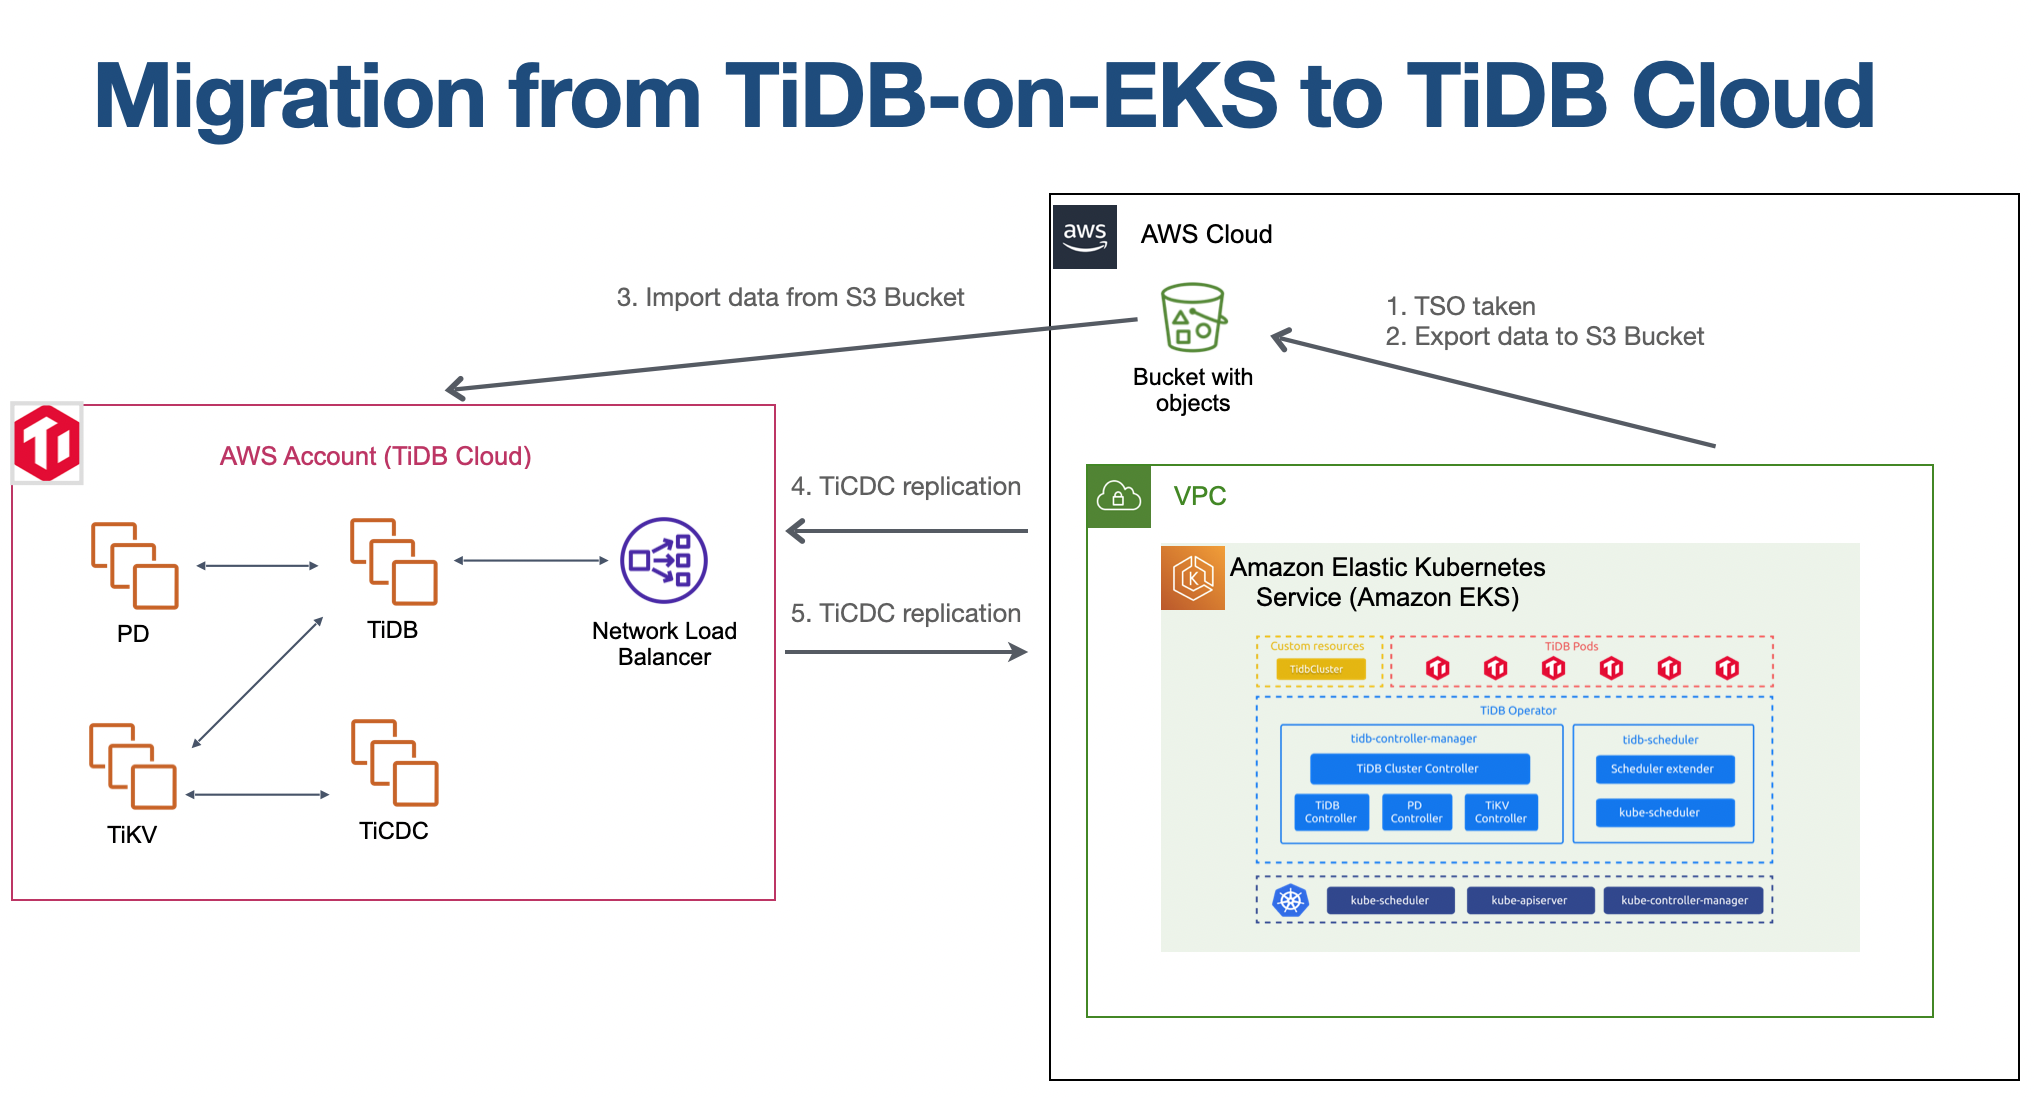 Migration from TiDB-on-EKS to TiDB Cloud
aws
AWS Cloud
3. Import data from S3 Bucket
1. TSO taken
2. Export data to S3 Bucket
Bucket with
objects
AWS Account (TiDB Cloud)
4. TiCDC replication
VPC
PD
TiDB
Network Load
Balancer
5. TiCDC replication
TiKV
TiCDC
K
Amazon Elastic Kubernetes
Service (Amazon EKS)
Custom resources
TidbCluster
TiDB Pods
TiDB Operator
tidb-controller-manager
TiDB Cluster Controller
TiDB
Controller
PD
Controller
TiKV
Controller
tidb-scheduler
Scheduler extender
kube-scheduler
kube-scheduler
kube-apiserver
kube-controller-manager